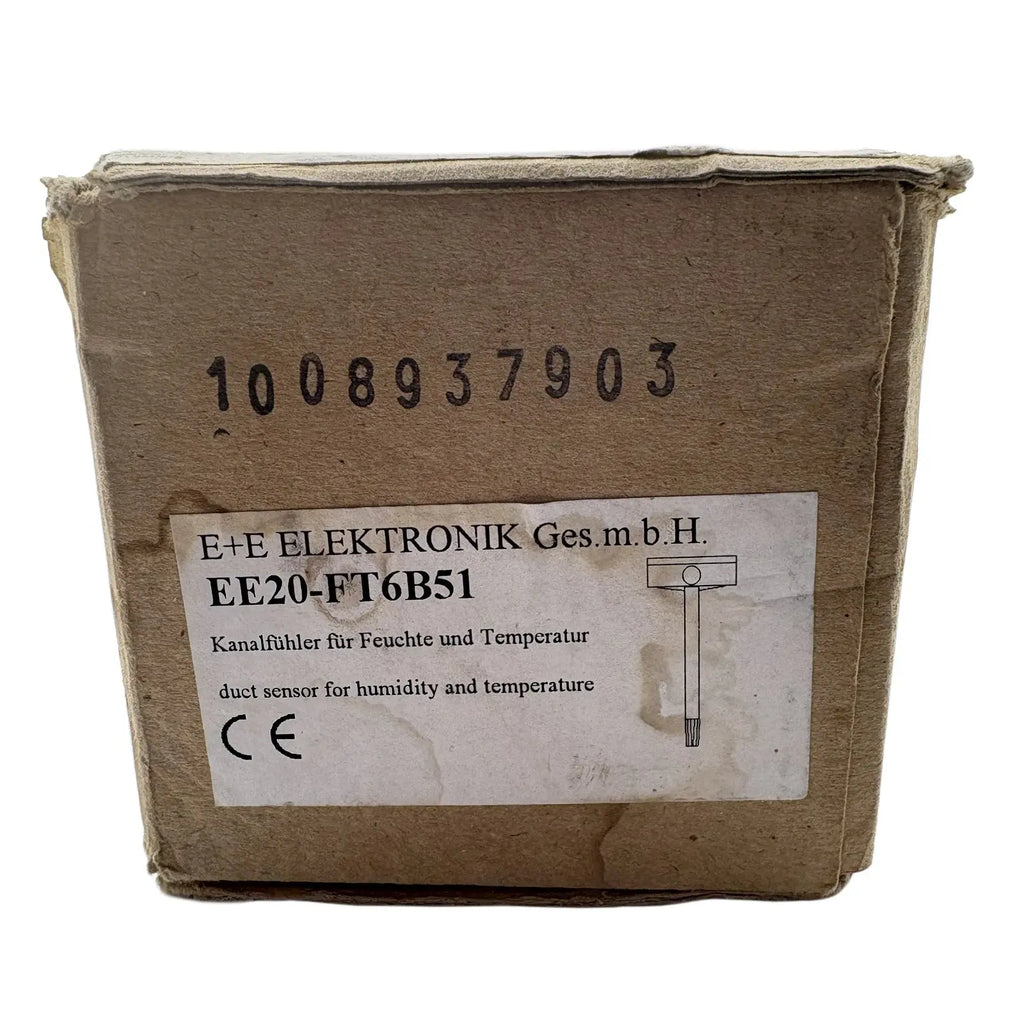 1008937903
E+E ELEKTRONIK Ges.m.b.H.
EE20-FT6B51
Kanalfühler für Feuchte und Temperatur
duct sensor for humidity and temperature
CE